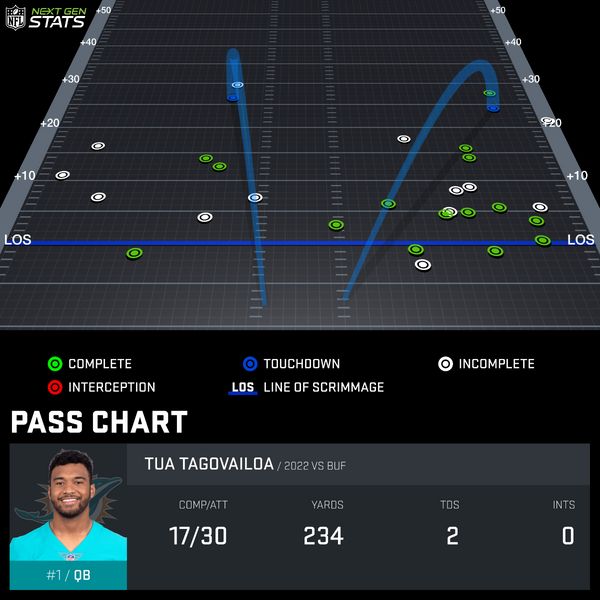 NFL NEXT GEN STATS
+50 +50
+40 +40
+30 +30
+20 +20
+10 +10
LOS LOS
COMPLETE TOUCHDOWN INCOMPLETE
INTERCEPTION LOS LINE OF SCRIMMAGE
PASS CHART
TUA TAGOVAILOA / 2022 VS BUF
COMP/ATT YARDS TDS INTS
17/30 234 2 0
#1 / QB